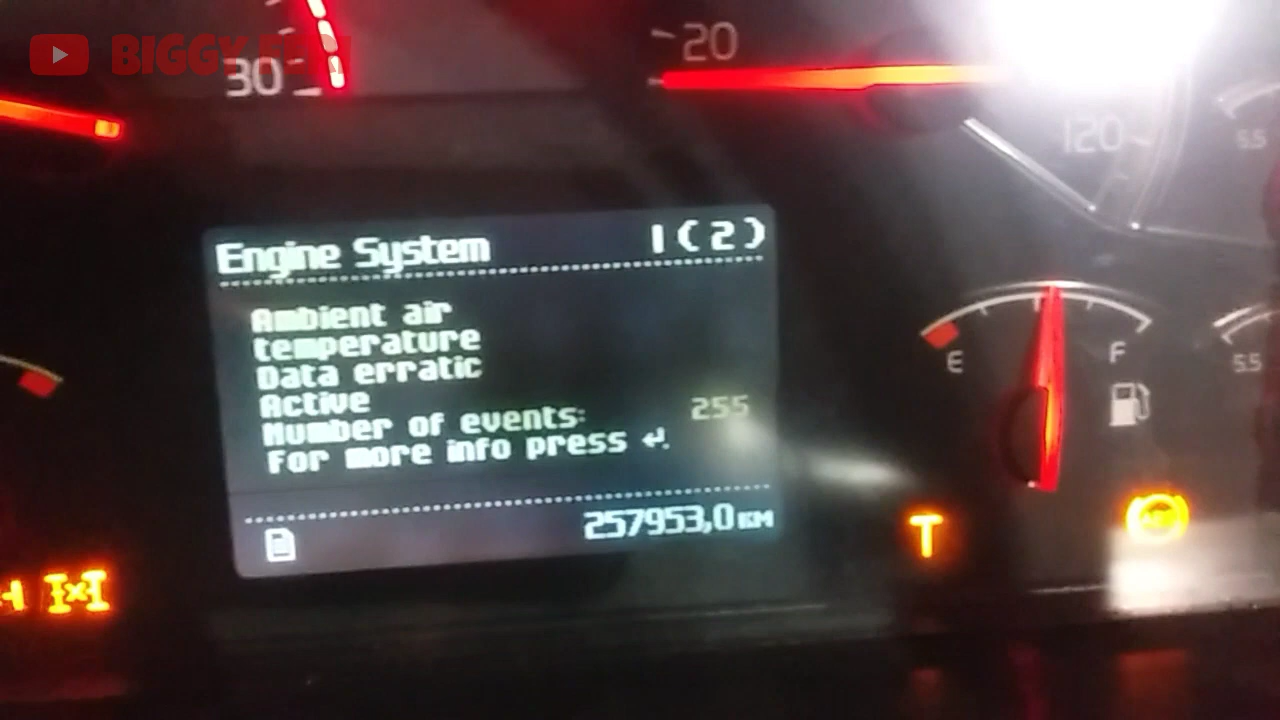 BIGGY
30
20
120
5.5
Engine System 1(2)
Ambient air
temperature
Data erratic
Active
Number of events: 255
For more info press ↵.
257953,0 KM
E
F
5.5
T